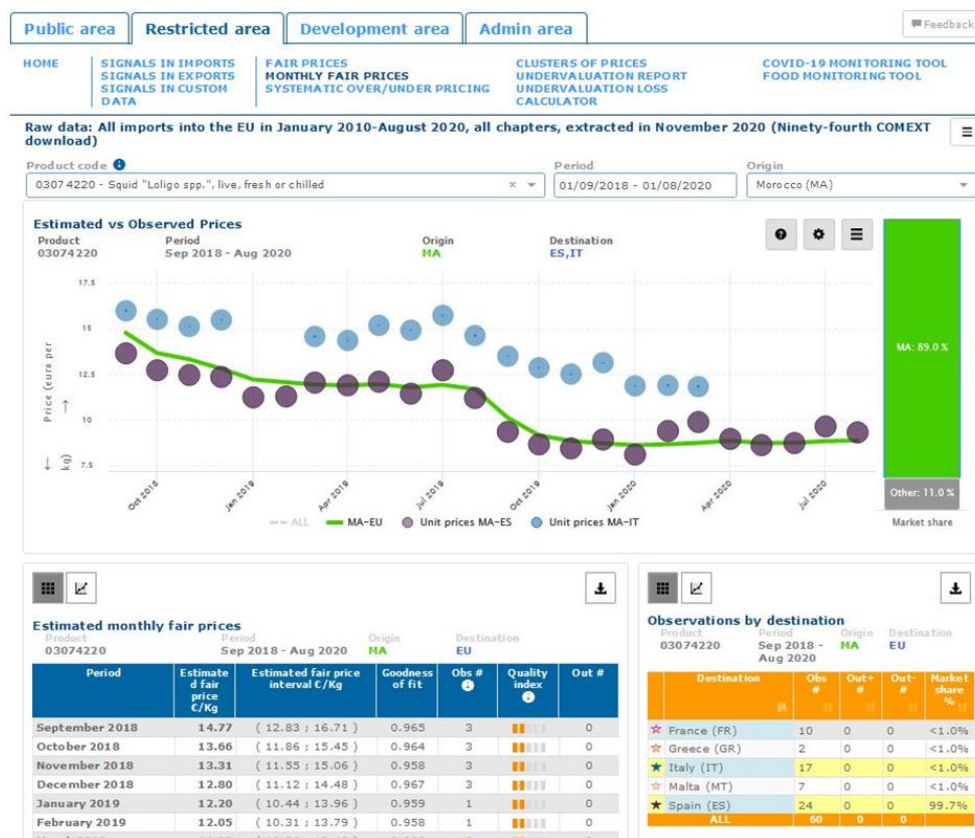 Public area Restricted area Development area Admin area Feedback
HOME
SIGNALS IN IMPORTS
SIGNALS IN EXPORTS
SIGNALS IN CUSTOM
DATA
FAIR PRICES
MONTHLY FAIR PRICES
SYSTEMATIC OVER/UNDER PRICING
CLUSTERS OF PRICES
UNDERVALUATION REPORT
UNDERVALUATION LOSS
CALCULATOR
COVID-19 MONITORING TOOL
FOOD MONITORING TOOL
Raw data: All imports into the EU in January 2010-August 2020, all chapters, extracted in November 2020 (Ninety-fourth COMEXT
download)
Product code Period Origin
03074220 - Squid "Loligo spp.", live, fresh or chilled 01/09/2018 - 01/08/2020 Morocco (MA)
Estimated vs Observed Prices
Product Period Origin Destination
03074220 Sep 2018 - Aug 2020 MA ES,IT
17.5
15
12.5
10
7.5
Price (euro per
kg)
Oct 2018 Jan 2019 Apr 2019 Jul 2019 Oct 2019 Jan 2020 Apr 2020 Jul 2020
ALL MA-EU Unit prices MA-ES Unit prices MA-IT
MA: 89.0 %
Other: 11.0 %
Market share
Estimated monthly fair prices
Product Period Origin Destination
03074220 Sep 2018 - Aug 2020 MA EU
Period Estimate
d fair
price
€/Kg
Estimated fair price
interval €/Kg
Goodness
of fit
Obs #
Quality
index
Out #
September 2018 14.77 ( 12.83 ; 16.71 ) 0.965 3 0
October 2018 13.66 ( 11.86 ; 15.45 ) 0.964 3 0
November 2018 13.31 ( 11.55 ; 15.06 ) 0.958 3 0
December 2018 12.80 ( 11.12 ; 14.48 ) 0.967 3 0
January 2019 12.20 ( 10.44 ; 13.96 ) 0.959 1 0
February 2019 12.05 ( 10.31 ; 13.79 ) 0.958 1 0
Observations by destination
Product Period Origin Destination
03074220 Sep 2018 - MA EU
Aug 2020
Destination
Obs
#
Out+
#
Out-
#
Market
share
%
France (FR) 10 0 0 <1.0%
Greece (GR) 2 0 0 <1.0%
Italy (IT) 17 0 0 <1.0%
Malta (MT) 7 0 0 <1.0%
Spain (ES) 24 0 0 99.7%
ALL 60 0 0